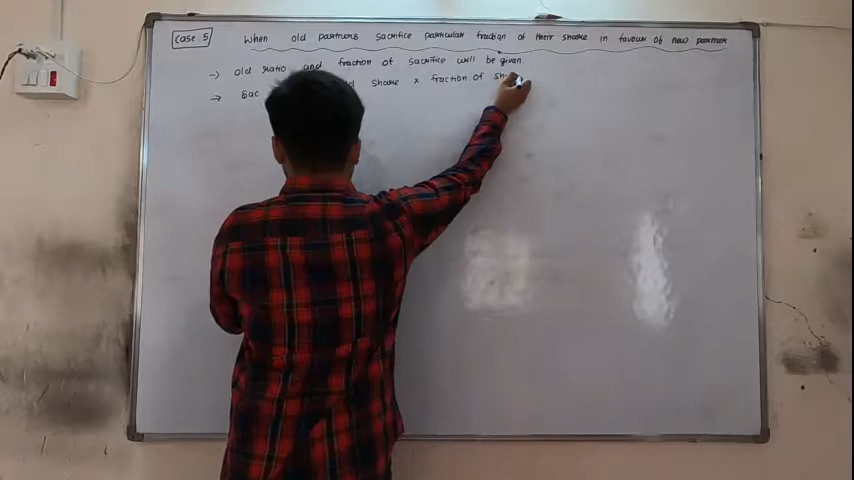 Case 5 When old partners sacrifice particular fraction of their share in favour of new partner
→ old ratio and fraction of sacrifice will be given.
→ Sac share x fraction of sh